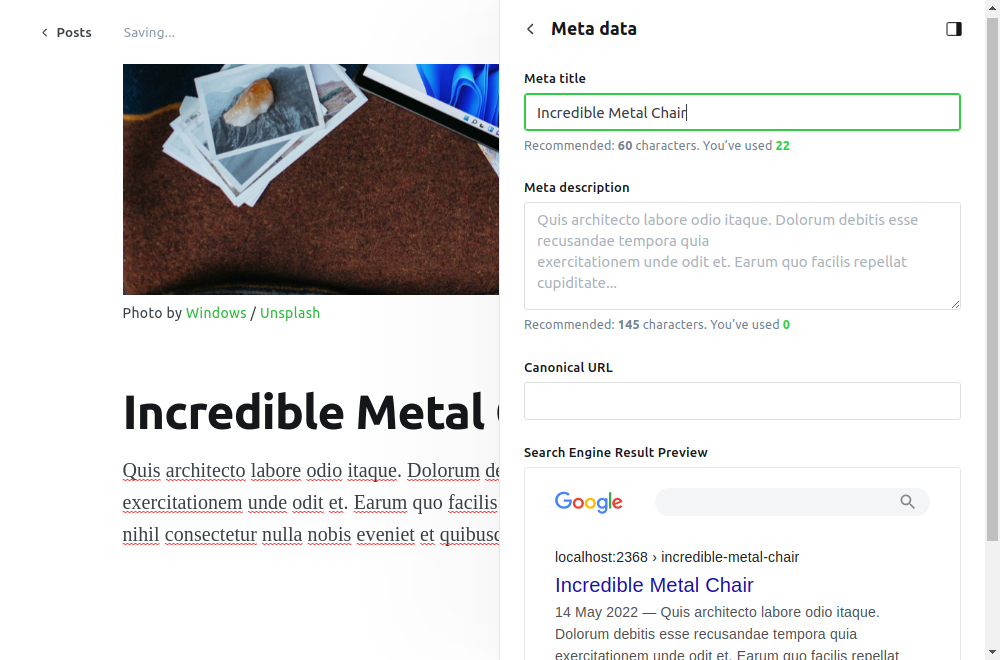 Posts
Saving...
Photo by Windows / Unsplash
Incredible Metal
Quis architecto labore odio itaque. Dolorum
exercitationem unde odit et. Earum quo facilis
nihil consectetur nulla nobis eveniet et
Meta data
Meta title
Incredible Metal Chair
Recommended: 60 characters. You’ve used 22
Meta description
Quis architecto labore odio itaque. Dolorum debitis esse
recusandae tempora quia
exercitationem unde odit et. Earum quo facilis repellat
cupiditate...
Recommended: 145 characters. You’ve used 0
Canonical URL
Search Engine Result Preview
Google
localhost:2368 › incredible-metal-chair
Incredible Metal Chair
14 May 2022 — Quis architecto labore odio itaque.
Dolorum debitis esse recusandae tempora quia
exercitationem unde odit et. Earum quo facilis repellat